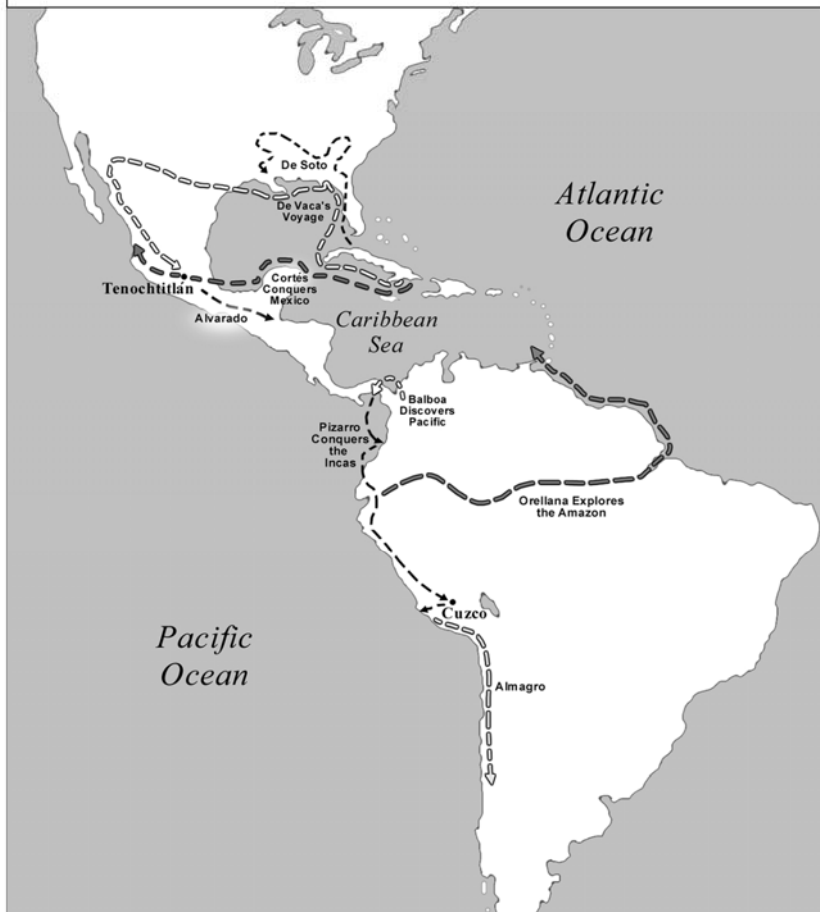 De Soto
De Vaca's
Voyage
Atlantic
Ocean
Tenochtitlán
Cortés
Conquers
Mexico
Alvarado
Caribbean
Sea
Balboa
Discovers
Pacific
Pizarro
Conquers
the
Incas
Orellana Explores
the Amazon
Cuzco
Pacific
Ocean
Almagro